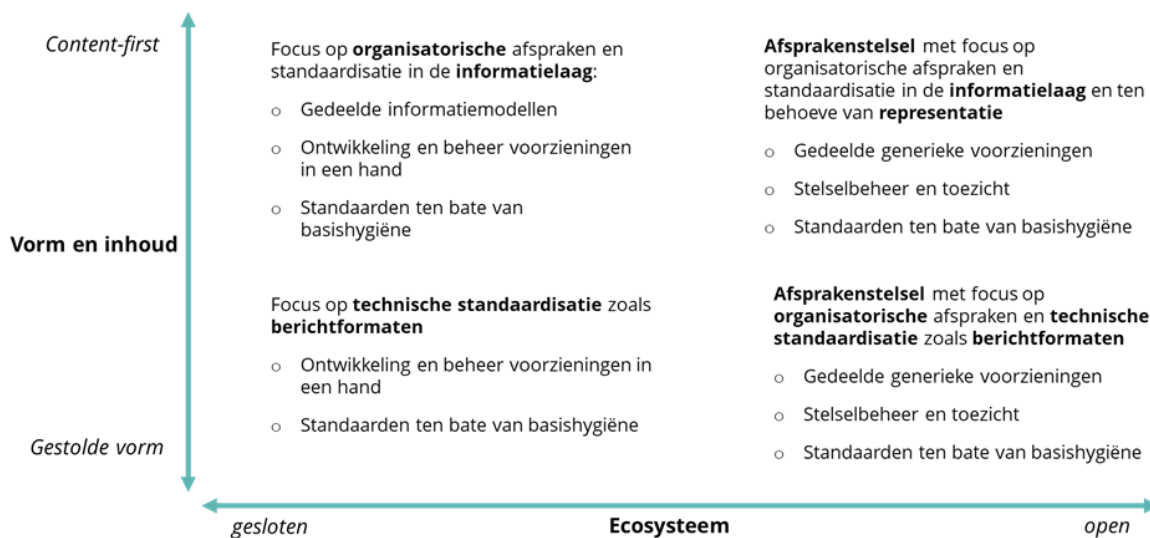 Content-first
Focus op organisatorische afspraken en
standaardisatie in de informatielaag:
o Gedeelde informatiemodellen
o Ontwikkeling en beheer voorzieningen
in een hand
o Standaarden ten bate van
basishygiëne
Afsprakenstelsel met focus op
organisatorische afspraken en
standaardisatie in de informatielaag en ten
behoeve van representatie
o Gedeelde generieke voorzieningen
o Stelselbeheer en toezicht
o Standaarden ten bate van basishygiëne
Vorm en inhoud
Focus op technische standaardisatie zoals
berichtformaten
o Ontwikkeling en beheer voorzieningen in
een hand
o Standaarden ten bate van basishygiëne
Afsprakenstelsel met focus op
organisatorische afspraken en technische
standaardisatie zoals berichtformaten
o Gedeelde generieke voorzieningen
o Stelselbeheer en toezicht
o Standaarden ten bate van basishygiëne
Gestolde vorm
gesloten
Ecosysteem
open